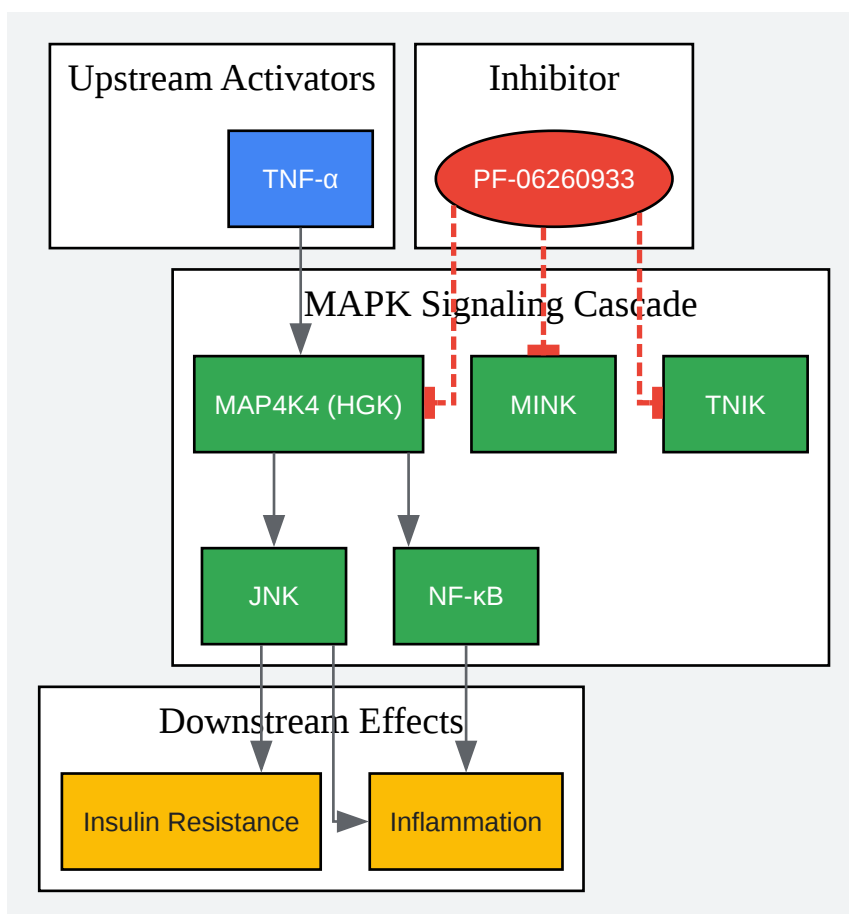 Upstream Activators
Inhibitor
TNF-α
PF-06260933
MAPK Signaling Cascade
MAP4K4 (HGK)
MINK
TNIK
JNK
NF-κB
Downstream Effects
Insulin Resistance
Inflammation